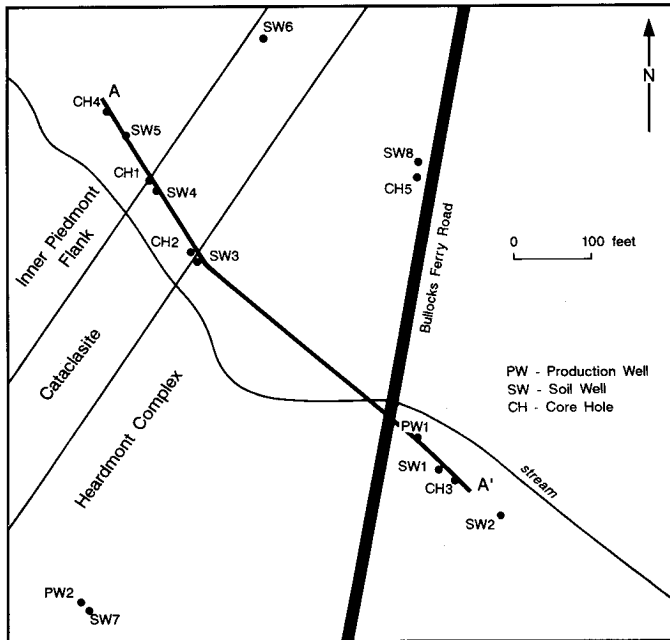 SW6
A
CH4
SW5
N
SW8
CH1
SW4
CH5
Inner Piedmont
Flank
CH2
SW3
Bullocks Ferry Road
0 100 feet
Cataclasite
PW - Production Well
SW - Soil Well
CH - Core Hole
Heardmont Complex
PW1
SW1
CH3
A'
stream
SW2
PW2
SW7